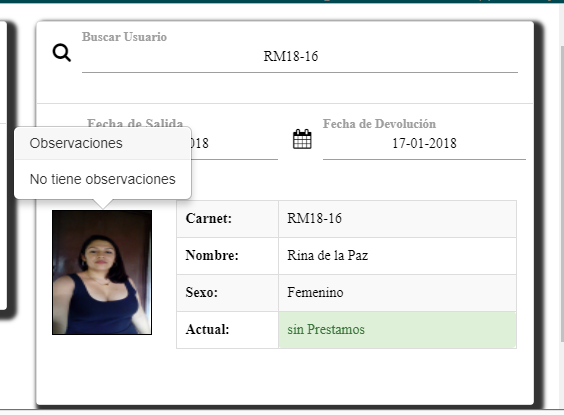 Buscar Usuario
RM18-16
Fecha de Salida
018
Fecha de Devolución
17-01-2018
Observaciones
No tiene observaciones
Carnet: RM18-16
Nombre: Rina de la Paz
Sexo: Femenino
Actual: sin Prestamos